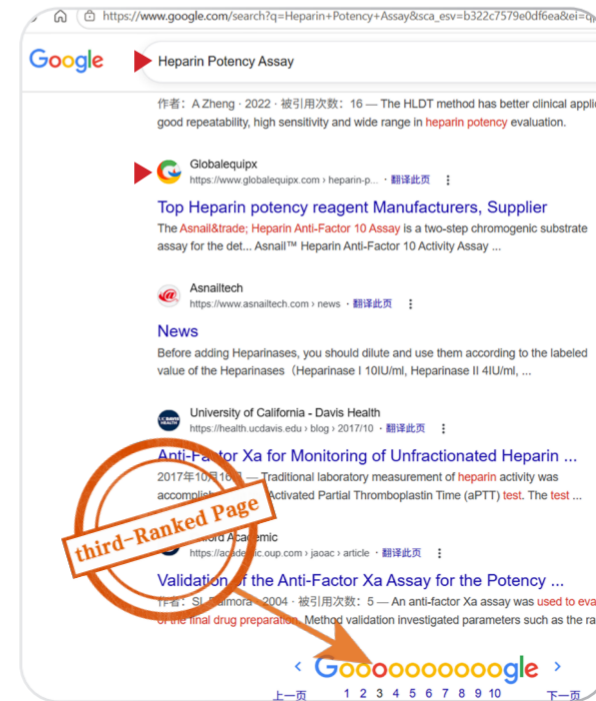 https://www.google.com/search?q=Heparin+Potency+Assay&sca_esv=b322c7579e0df6ea&ei=
Google
Heparin Potency Assay
作者：A Zheng · 2022 · 被引用次数：16 — The HLDT method has better clinical
good repeatability, high sensitivity and wide range in heparin potency evaluation.
Globalequipx
https://www.globalequipx.com › heparin-p... · 翻译此页
Top Heparin potency reagent Manufacturers, Supplier
The Asnail&trade; Heparin Anti-Factor 10 Assay is a two-step chromogenic substrate
assay for the det... Asnail™ Heparin Anti-Factor 10 Activity Assay ...
Asnailtech
https://www.asnailtech.com › news · 翻译此页
News
Before adding Heparinases, you should dilute and use them according to the labeled
value of the Heparinases（Heparinase I 10IU/ml, Heparinase II 4IU/ml, ...
University of California - Davis Health
https://health.ucdavis.edu › blog › 2017/10 · 翻译此页
Anti-Factor Xa for Monitoring of Unfractionated Heparin ...
2017年10月16日 — Traditional laboratory measurement of heparin activity was
Activated Partial Thromboplastin Time (aPTT) test. The test ...
third-Ranked Page
Academic
https://academic.oup.com › jaoac › article · 翻译此页
Validation of the Anti-Factor Xa Assay for the Potency ...
作者：SL · 2004 · 被引用次数：5 — An anti-factor Xa assay was used to
of the final drug preparation. Method validation investigated parameters such as the
Goooooooooogle
上一页 1 2 3 4 5 6 7 8 9 10 下一页